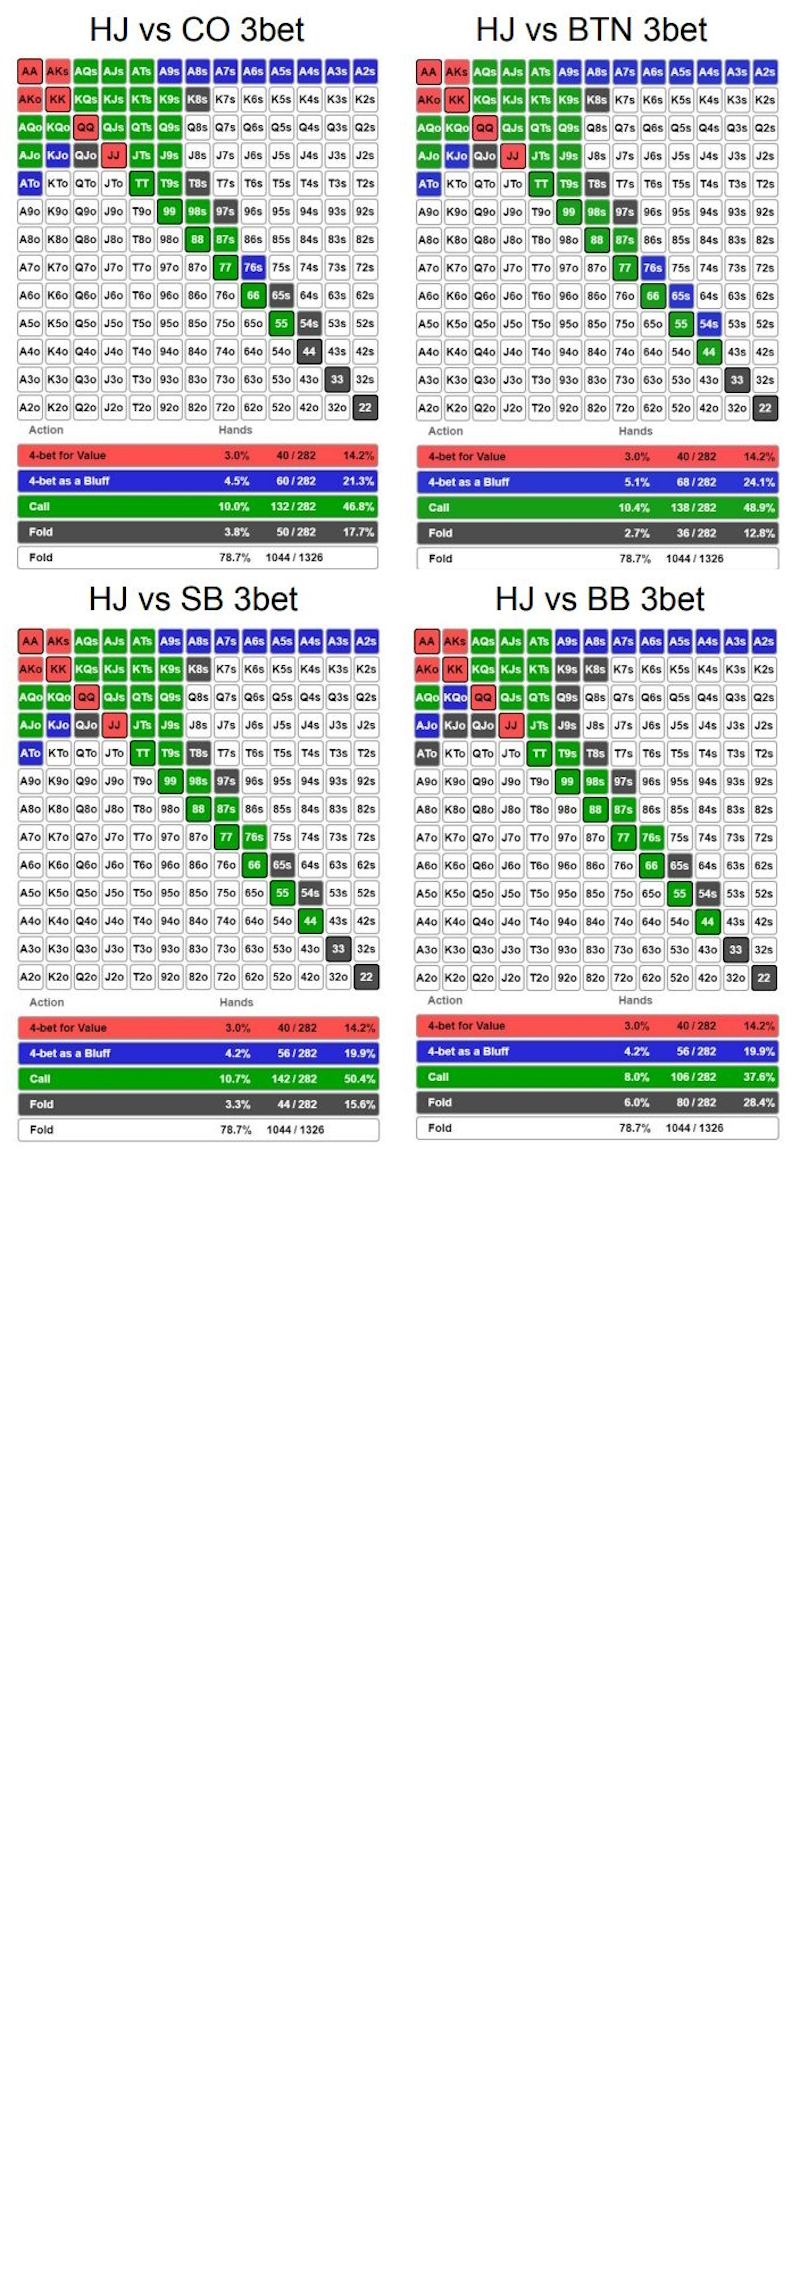 HJ vs CO 3bet
AA AKs AQs AJs ATs A9s A8s A7s A6s A5s A4s A3s A2s
AKo KK KQs KJs KTs K9s K8s K7s K6s K5s K4s K3s K2s
AQo KQo QQ QJs QTs Q9s Q8s Q7s Q6s Q5s Q4s Q3s Q2s
AJo KJo QJo JJ JTs J9s J8s J7s J6s J5s J4s J3s J2s
ATo KTo QTo JTo TT T9s T8s T7s T6s T5s T4s T3s T2s
A9o K9o Q9o J9o T9o 99 98s 97s 96s 95s 94s 93s 92s
A8o K8o Q8o J8o T8o 98o 88 87s 86s 85s 84s 83s 82s
A7o K7o Q7o J7o T7o 97o 87o 77 76s 75s 74s 73s 72s
A6o K6o Q6o J6o T6o 96o 86o 76o 66 65s 64s 63s 62s
A5o K5o Q5o J5o T5o 95o 85o 75o 65o 55 54s 53s 52s
A4o K4o Q4o J4o T4o 94o 84o 74o 64o 54o 44 43s 42s
A3o K3o Q3o J3o T3o 93o 83o 73o 63o 53o 43o 33 32s
A2o K2o Q2o J2o T2o 92o 82o 72o 62o 52o 42o 32o 22
Action Hands
4-bet for Value 3.0% 40 / 282 14.2%
4-bet as a Bluff 4.5% 60 / 282 21.3%
Call 10.0% 132 / 282 46.8%
Fold 3.8% 50 / 282 17.7%
Fold 78.7% 1044 / 1326
HJ vs BTN 3bet
AA AKs AQs AJs ATs A9s A8s A7s A6s A5s A4s A3s A2s
AKo KK KQs KJs KTs K9s K8s K7s K6s K5s K4s K3s K2s
AQo KQo QQ QJs QTs Q9s Q8s Q7s Q6s Q5s Q4s Q3s Q2s
AJo KJo QJo JJ JTs J9s J8s J7s J6s J5s J4s J3s J2s
ATo KTo QTo JTo TT T9s T8s T7s T6s T5s T4s T3s T2s
A9o K9o Q9o J9o T9o 99 98s 97s 96s 95s 94s 93s 92s
A8o K8o Q8o J8o T8o 98o 88 87s 86s 85s 84s 83s 82s
A7o K7o Q7o J7o T7o 97o 87o 77 76s 75s 74s 73s 72s
A6o K6o Q6o J6o T6o 96o 86o 76o 66 65s 64s 63s 62s
A5o K5o Q5o J5o T5o 95o 85o 75o 65o 55 54s 53s 52s
A4o K4o Q4o J4o T4o 94o 84o 74o 64o 54o 44 43s 42s
A3o K3o Q3o J3o T3o 93o 83o 73o 63o 53o 43o 33 32s
A2o K2o Q2o J2o T2o 92o 82o 72o 62o 52o 42o 32o 22
Action Hands
4-bet for Value 3.0% 40 / 282 14.2%
4-bet as a Bluff 5.1% 68 / 282 24.1%
Call 10.4% 138 / 282 48.9%
Fold 2.7% 36 / 282 12.8%
Fold 78.7% 1044 / 1326
HJ vs SB 3bet
AA AKs AQs AJs ATs A9s A8s A7s A6s A5s A4s A3s A2s
AKo KK KQs KJs KTs K9s K8s K7s K6s K5s K4s K3s K2s
AQo KQo QQ QJs QTs Q9s Q8s Q7s Q6s Q5s Q4s Q3s Q2s
AJo KJo QJo JJ JTs J9s J8s J7s J6s J5s J4s J3s J2s
ATo KTo QTo JTo TT T9s T8s T7s T6s T5s T4s T3s T2s
A9o K9o Q9o J9o T9o 99 98s 97s 96s 95s 94s 93s 92s
A8o K8o Q8o J8o T8o 98o 88 87s 86s 85s 84s 83s 82s
A7o K7o Q7o J7o T7o 97o 87o 77 76s 75s 74s 73s 72s
A6o K6o Q6o J6o T6o 96o 86o 76o 66 65s 64s 63s 62s
A5o K5o Q5o J5o T5o 95o 85o 75o 65o 55 54s 53s 52s
A4o K4o Q4o J4o T4o 94o 84o 74o 64o 54o 44 43s 42s
A3o K3o Q3o J3o T3o 93o 83o 73o 63o 53o 43o 33 32s
A2o K2o Q2o J2o T2o 92o 82o 72o 62o 52o 42o 32o 22
Action Hands
4-bet for Value 3.0% 40 / 282 14.2%
4-bet as a Bluff 4.2% 56 / 282 19.9%
Call 10.7% 142 / 282 50.4%
Fold 3.3% 44 / 282 15.6%
Fold 78.7% 1044 / 1326
HJ vs BB 3bet
AA AKs AQs AJs ATs A9s A8s A7s A6s A5s A4s A3s A2s
AKo KK KQs KJs KTs K9s K8s K7s K6s K5s K4s K3s K2s
AQo KQo QQ QJs QTs Q9s Q8s Q7s Q6s Q5s Q4s Q3s Q2s
AJo KJo QJo JJ JTs J9s J8s J7s J6s J5s J4s J3s J2s
ATo KTo QTo JTo TT T9s T8s T7s T6s T5s T4s T3s T2s
A9o K9o Q9o J9o T9o 99 98s 97s 96s 95s 94s 93s 92s
A8o K8o Q8o J8o T8o 98o 88 87s 86s 85s 84s 83s 82s
A7o K7o Q7o J7o T7o 97o 87o 77 76s 75s 74s 73s 72s
A6o K6o Q6o J6o T6o 96o 86o 76o 66 65s 64s 63s 62s
A5o K5o Q5o J5o T5o 95o 85o 75o 65o 55 54s 53s 52s
A4o K4o Q4o J4o T4o 94o 84o 74o 64o 54o 44 43s 42s
A3o K3o Q3o J3o T3o 93o 83o 73o 63o 53o 43o 33 32s
A2o K2o Q2o J2o T2o 92o 82o 72o 62o 52o 42o 32o 22
Action Hands
4-bet for Value 3.0% 40 / 282 14.2%
4-bet as a Bluff 4.2% 56 / 282 19.9%
Call 8.0% 106 / 282 37.6%
Fold 6.0% 80 / 282 28.4%
Fold 78.7% 1044 / 1326